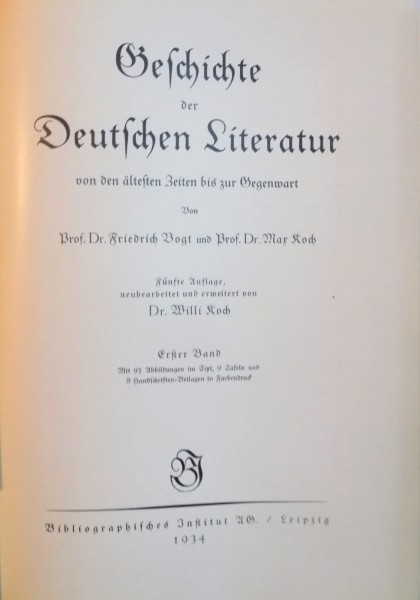 Geſchichte
der
Deutſchen Literatur
von den älteſten Zeiten bis zur Gegenwart
Von
Prof. Dr. Friedrich Vogt und Prof. Dr. Max Koch
Fünfte Auflage,
neubearbeitet und erweitert von
Dr. Willi Koch
Erſter Band
Mit Abbildungen im Text, 9 Tafeln und
8 Handſchriften-Beilagen in Farbendruck
BI
Bibliographiſches Inſtitut AG. / Leipzig
1934